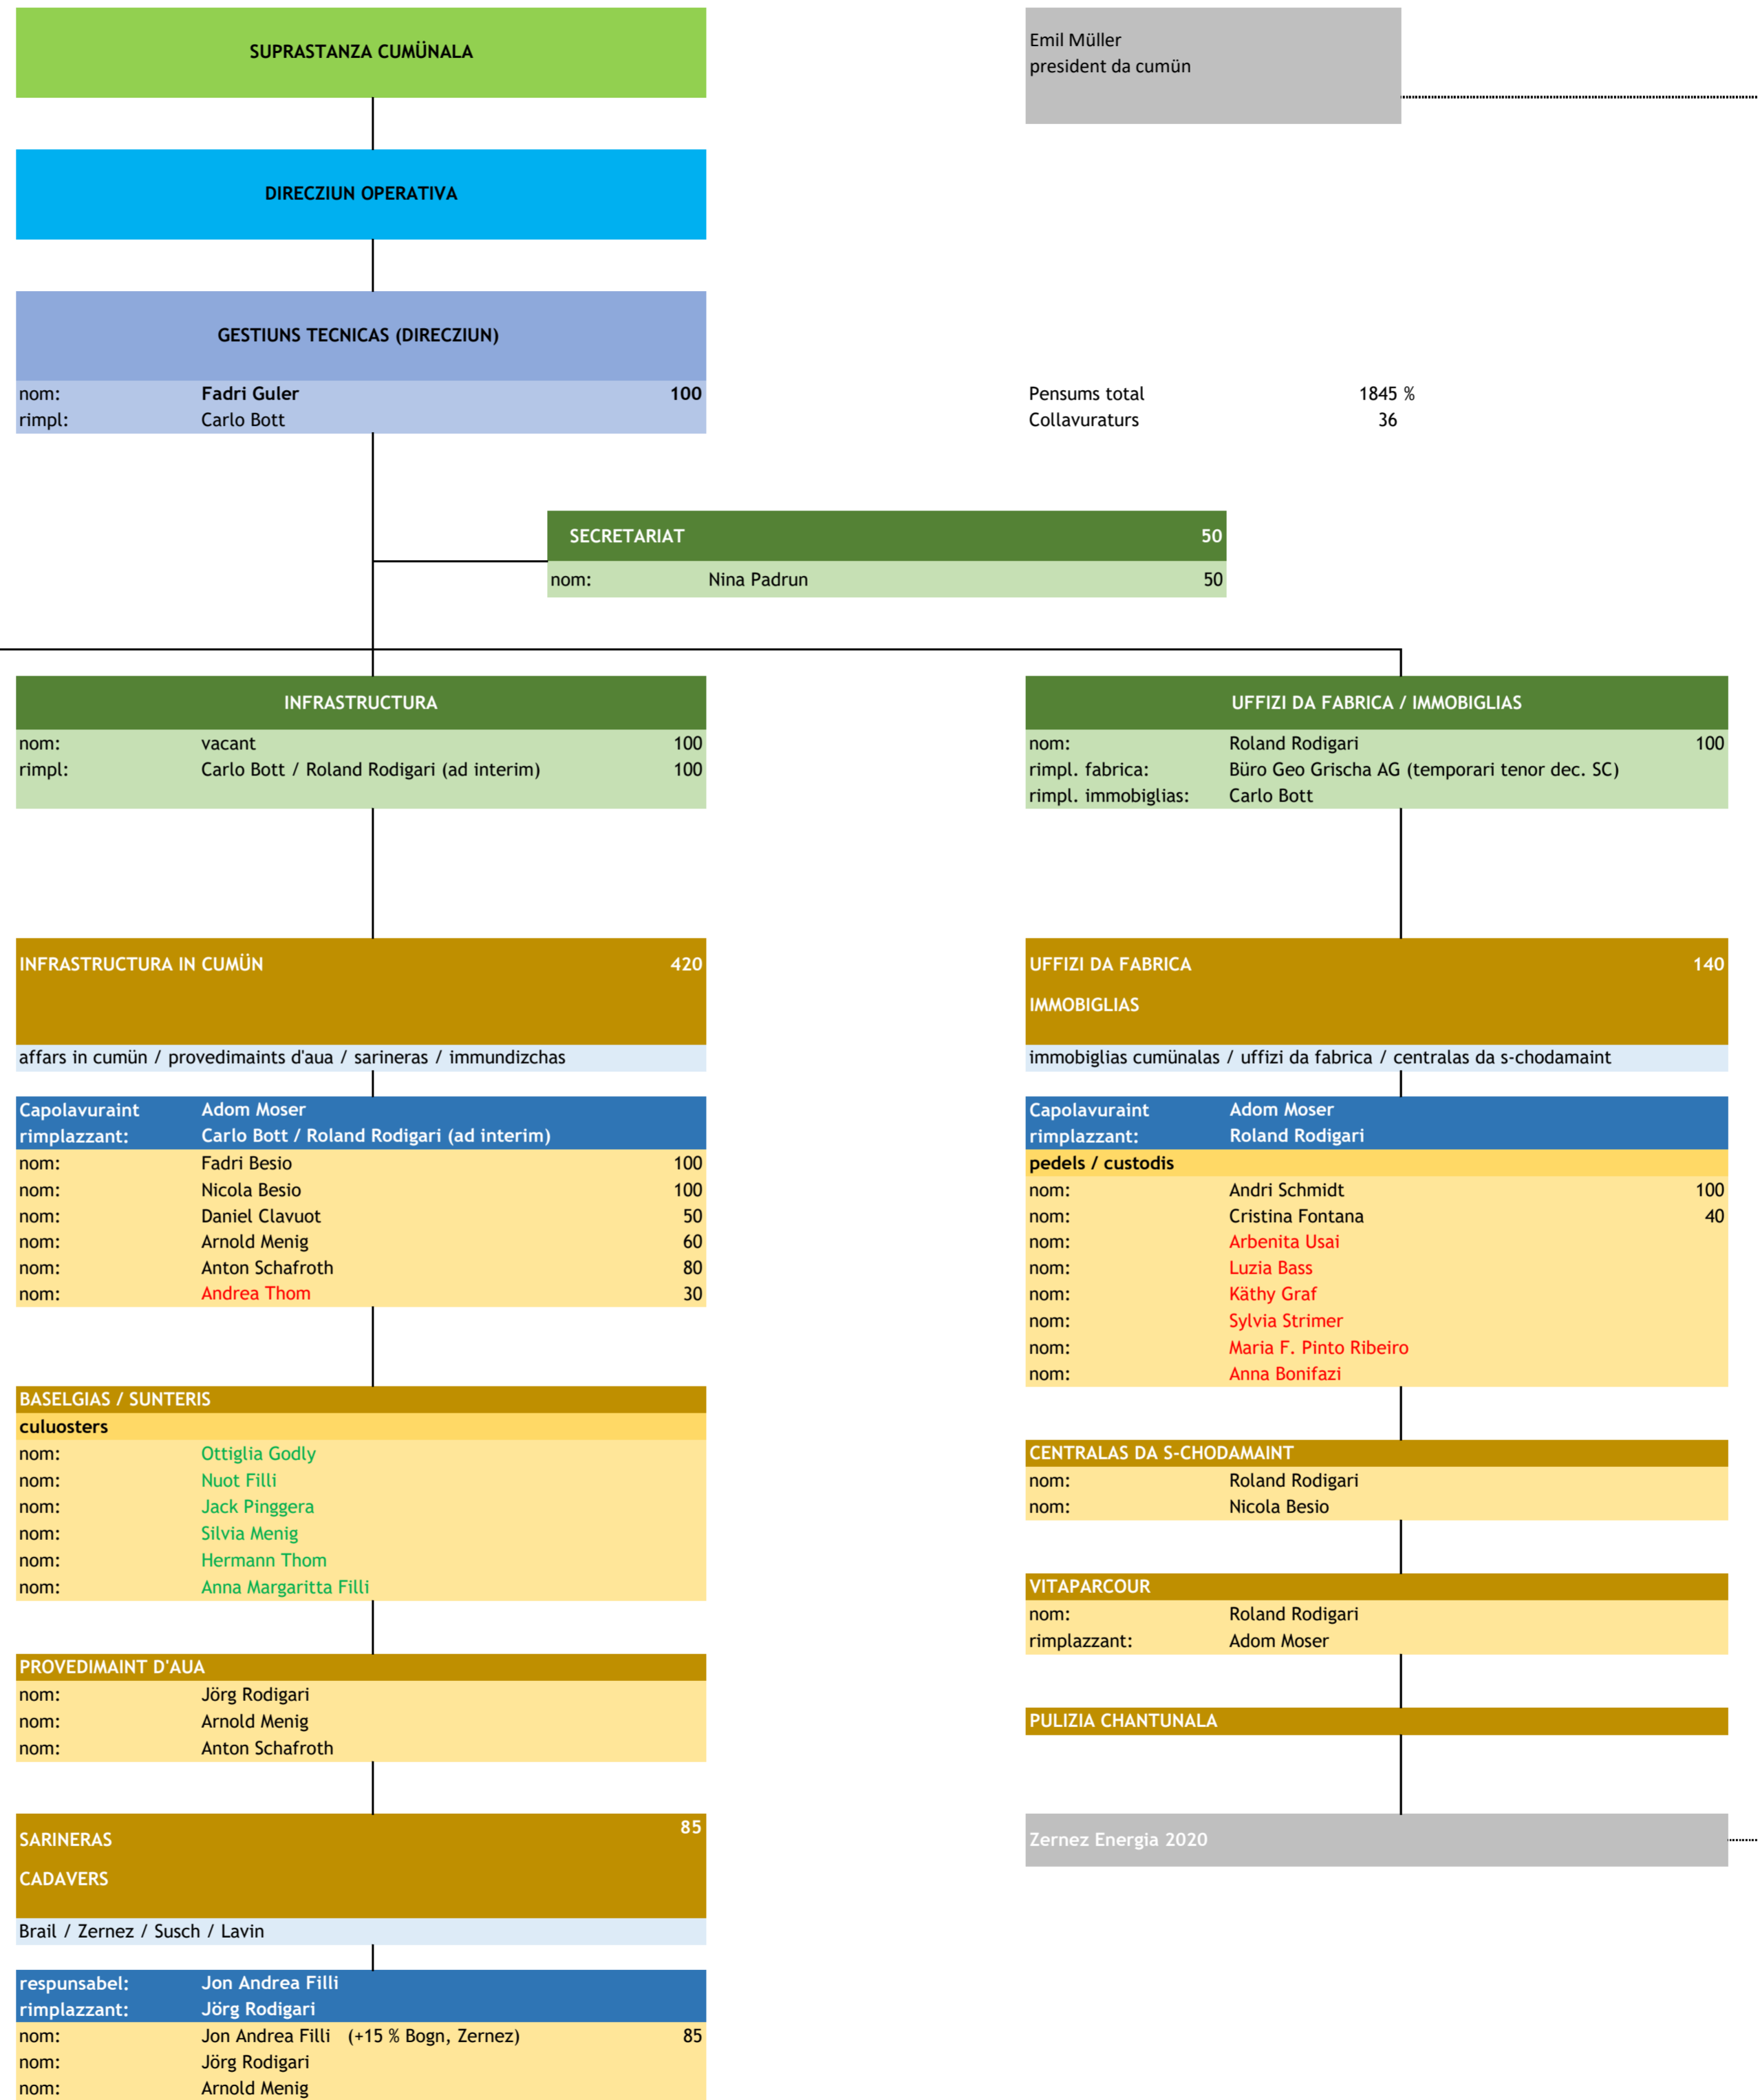 SUPRASTANZA CUMÜNALA
Emil Müller
president da cumün
DIRECZIUN OPERATIVA
GESTIUNS TECNICAS (DIRECZIUN)
nom: Fadri Guler 100
rimpl: Carlo Bott
Pensums total 1845 %
Collavuraturs 36
SECRETARIAT 50
nom: Nina Padrun 50
INFRASTRUCTURA
nom: vacant 100
rimpl: Carlo Bott / Roland Rodigari (ad interim) 100
UFFIZI DA FABRICA / IMMOBIGLIAS
nom: Roland Rodigari 100
rimpl. fabrica: Büro Geo Grischa AG (temporari tenor dec. SC)
rimpl. immobiglias: Carlo Bott
INFRASTRUCTURA IN CUMÜN 420
affars in cumün / provedimaints d'aua / sarineras / immundizchas
Capolavuraint Adom Moser
rimplazzant: Carlo Bott / Roland Rodigari (ad interim)
nom: Fadri Besio 100
nom: Nicola Besio 100
nom: Daniel Clavuot 50
nom: Arnold Menig 60
nom: Anton Schafroth 80
nom: Andrea Thom 30
BASELGIAS / SUNTERIS
culuosters
nom: Ottiglia Godly
nom: Nuot Filli
nom: Jack Pinggera
nom: Silvia Menig
nom: Hermann Thom
nom: Anna Margaritta Filli
PROVEDIMAINT D'AUA
nom: Jörg Rodigari
nom: Arnold Menig
nom: Anton Schafroth
SARINERAS 85
CADAVERS
Brail / Zernez / Susch / Lavin
respunsabel: Jon Andrea Filli
rimplazzant: Jörg Rodigari
nom: Jon Andrea Filli (+15 % Bogn, Zernez) 85
nom: Jörg Rodigari
nom: Arnold Menig
UFFIZI DA FABRICA 140
IMMOBIGLIAS
immobiglias cumünalas / uffizi da fabrica / centralas da s-chodamaint
Capolavuraint Adom Moser
rimplazzant: Roland Rodigari
pedels / custodis
nom: Andri Schmidt 100
nom: Cristina Fontana 40
nom: Arbenita Usai
nom: Luzia Bass
nom: Käthy Graf
nom: Sylvia Strimer
nom: Maria F. Pinto Ribeiro
nom: Anna Bonifazi
CENTRALAS DA S-CHODAMAINT
nom: Roland Rodigari
nom: Nicola Besio
VITAPARCOUR
nom: Roland Rodigari
rimplazzant: Adom Moser
PULIZIA CHANTUNALA
Zernez Energia 2020